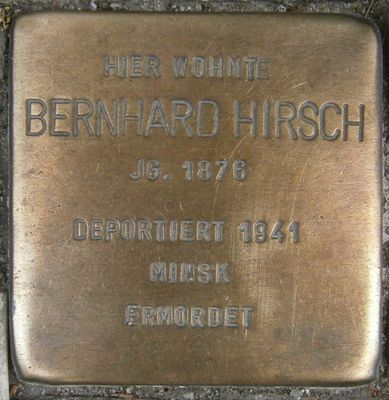 HIER WOHNTE
BERNHARD HIRSCH
JG. 1876
DEPORTIERT 1941
MINSK
ERMORDET